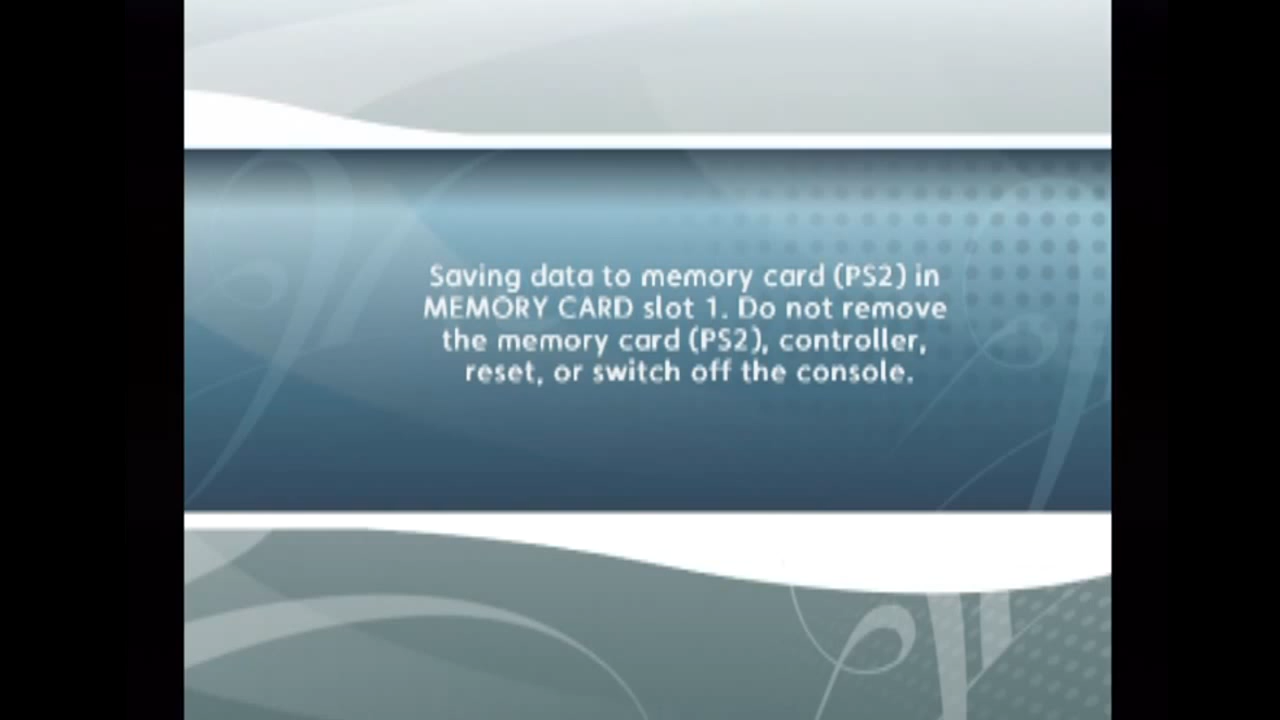 Saving data to memory card (PS2) in
MEMORY CARD slot 1. Do not remove
the memory card (PS2), controller,
reset, or switch off the console.